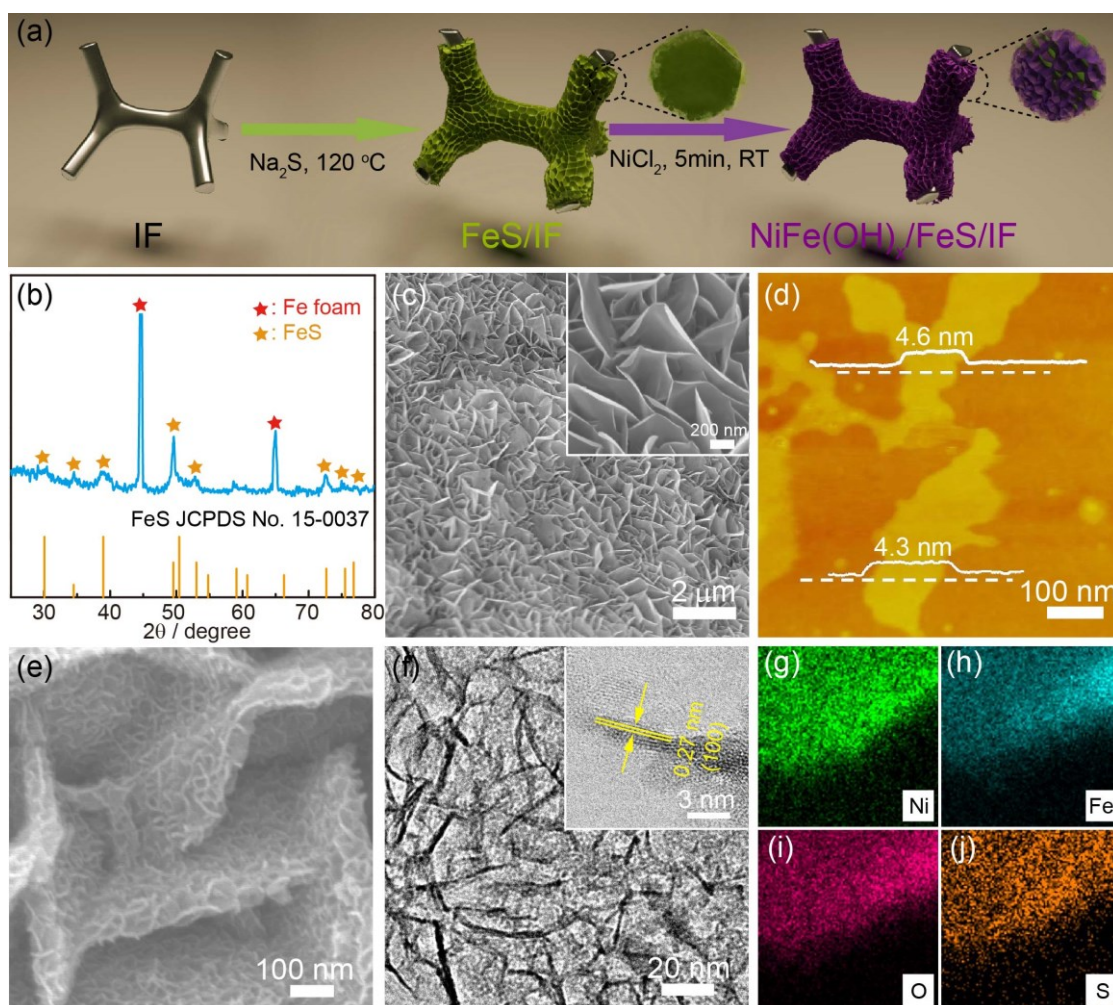 (a)
Na₂S, 120 °C
NiCl₂, 5min, RT
IF
FeS/IF
NiFe(OH)ₓ/FeS/IF
(b)
★: Fe foam
★: FeS
FeS JCPDS No. 15-0037
30 40 50 60 70 80
2θ / degree
(c)
200 nm
2 μm
(d)
4.6 nm
4.3 nm
100 nm
(e)
100 nm
(f)
0.27 nm
(100)
3 nm
20 nm
(g)
Ni
(h)
Fe
(i)
O
(j)
S